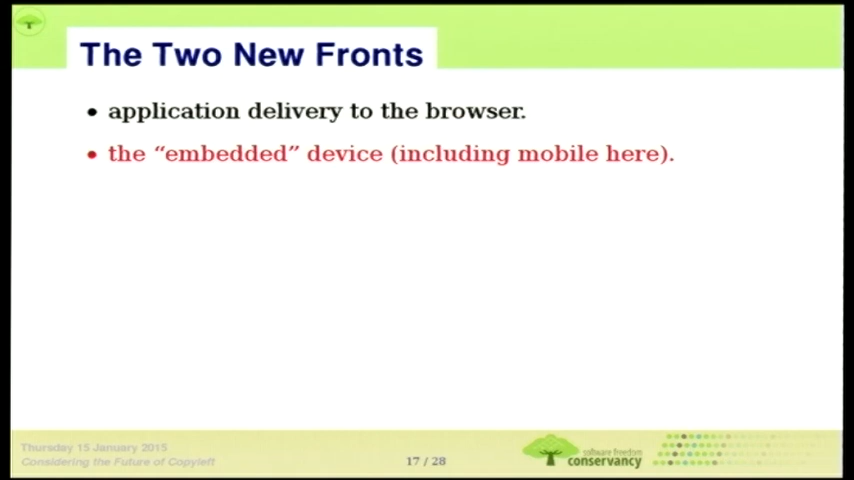 The Two New Fronts
• application delivery to the browser.
• the “embedded” device (including mobile here).
Thursday 15 January 2015
Considering the Future of Copyleft
17 / 28
software freedom
conservancy